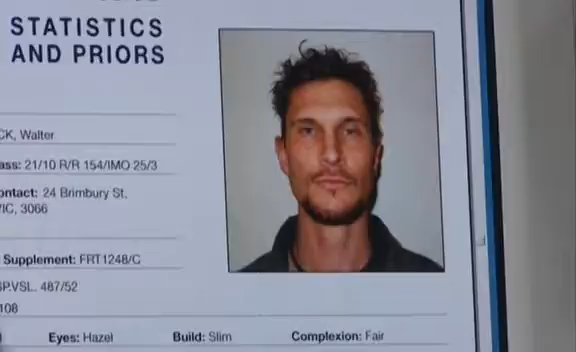 STATISTICS
AND PRIORS
CK, Walter
ass: 21/10 R/R 154/IMO 25/3
ontact: 24 Brimbury St,
VIC, 3066
Supplement: FRT1248/C
SP.VSL. 487/52
108
Eyes: Hazel Build: Slim Complexion: Fair